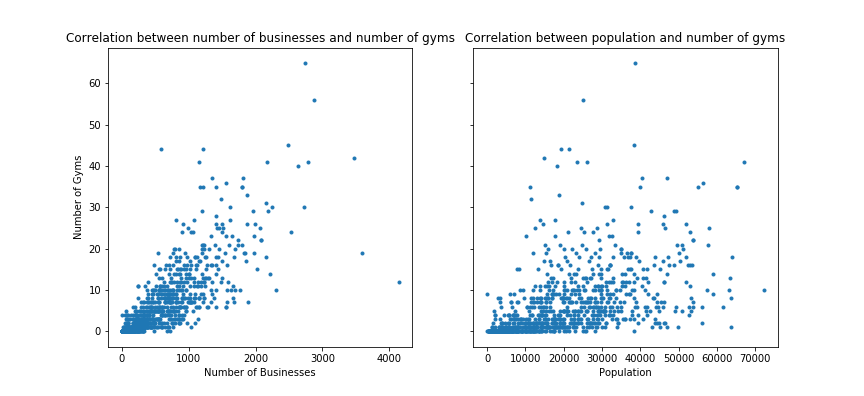 Correlation between number of businesses and number of gyms
Number of Gyms
60
50
40
30
20
10
0
0 1000 2000 3000 4000
Number of Businesses
Correlation between population and number of gyms
0 10000 20000 30000 40000 50000 60000 70000
Population